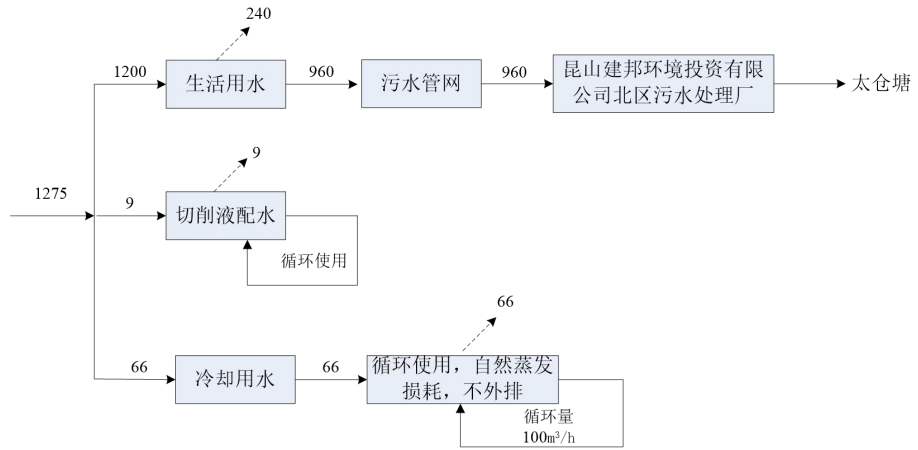 240
1200
生活用水
960
污水管网
960
昆山建邦环境投资有限
公司北区污水处理厂
太仓塘
9
1275
9
切削液配水
循环使用
66
66
冷却用水
66
循环使用，自然蒸发
损耗，不外排
循环量
100m³/h